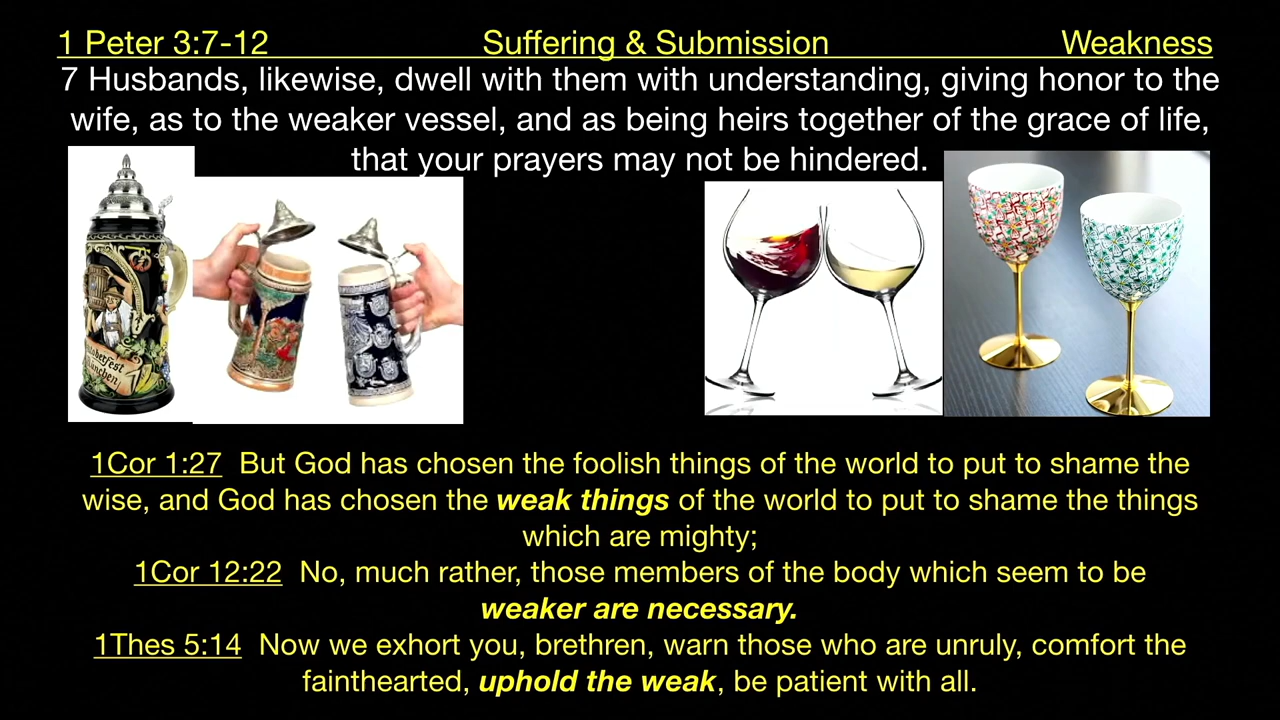 1 Peter 3:7-12 Suffering & Submission Weakness
7 Husbands, likewise, dwell with them with understanding, giving honor to the
wife, as to the weaker vessel, and as being heirs together of the grace of life,
that your prayers may not be hindered.
Oktoberfest
München
1Cor 1:27 But God has chosen the foolish things of the world to put to shame the
wise, and God has chosen the weak things of the world to put to shame the things
which are mighty;
1Cor 12:22 No, much rather, those members of the body which seem to be
weaker are necessary.
1Thes 5:14 Now we exhort you, brethren, warn those who are unruly, comfort the
fainthearted, uphold the weak, be patient with all.